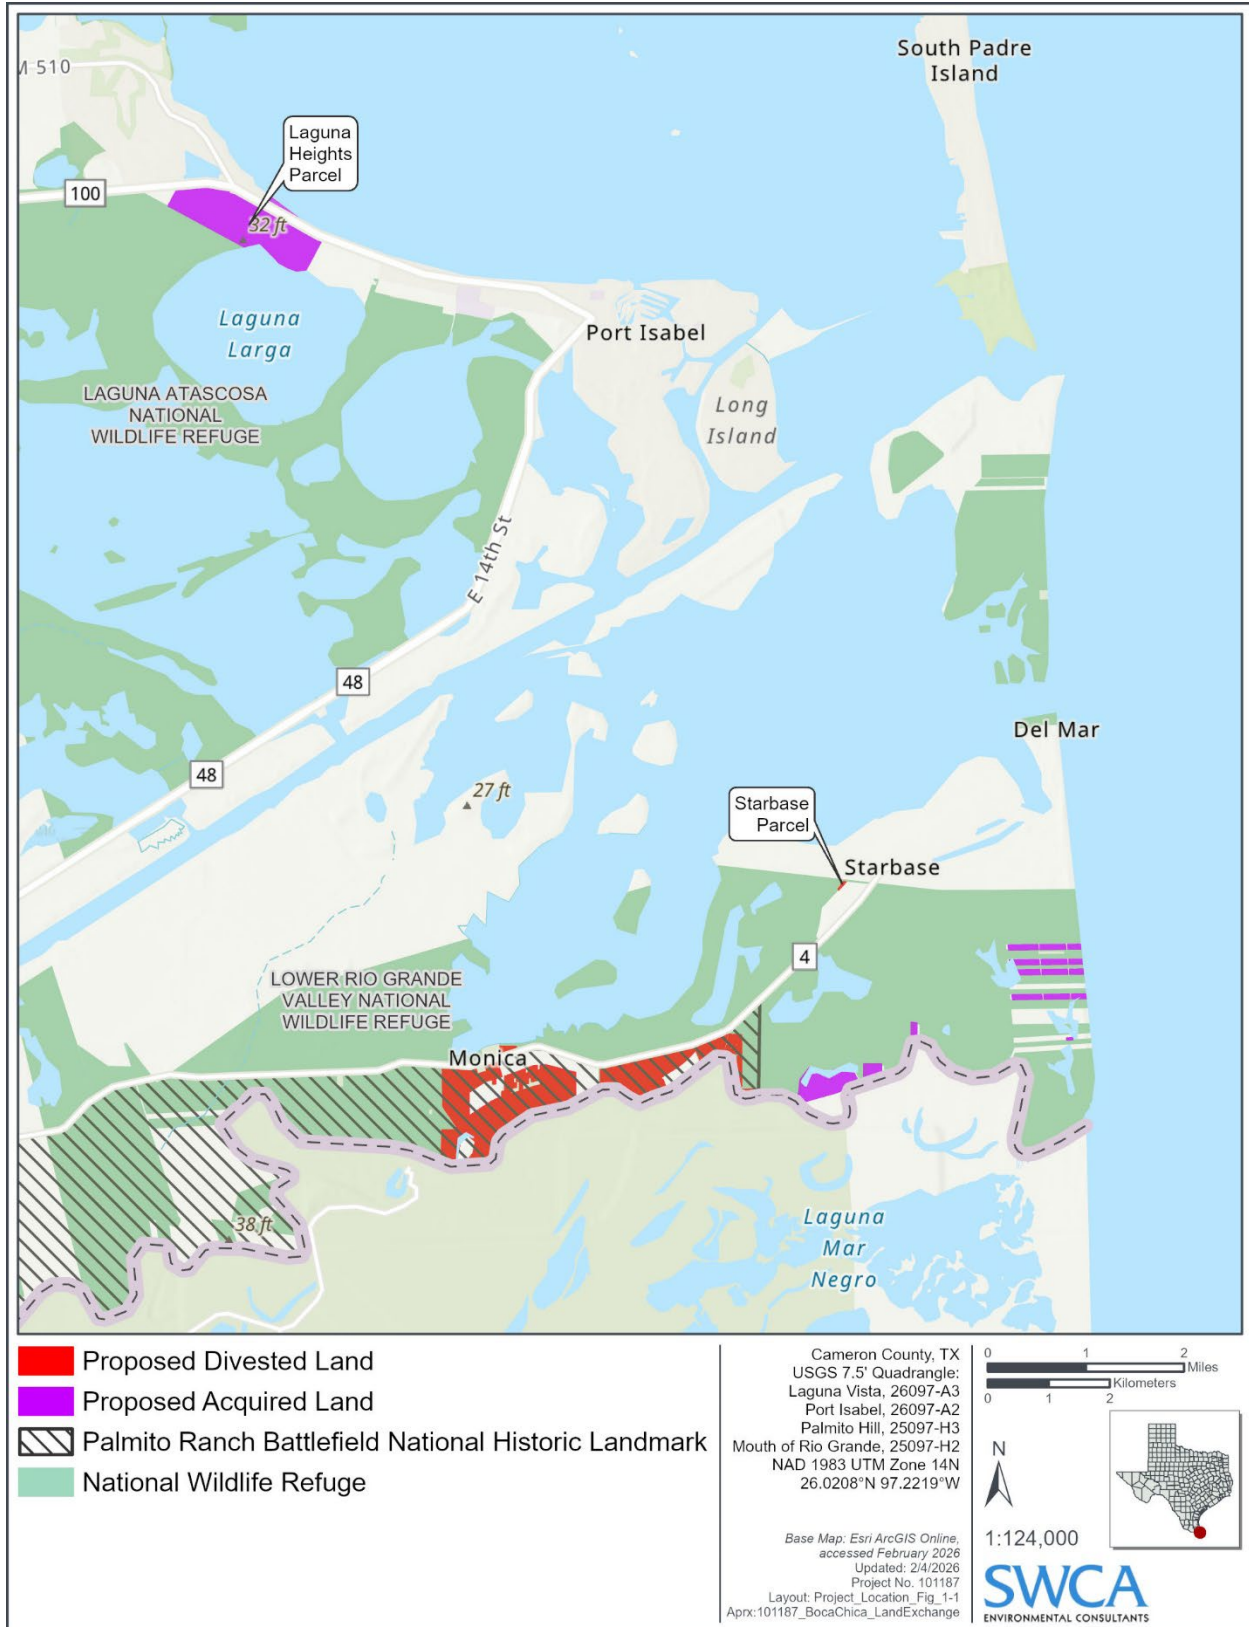 South Padre
Island
M 510
Laguna
Heights
Parcel
100
32 ft
Laguna
Larga
Port Isabel
LAGUNA ATASCOSA
NATIONAL
WILDLIFE REFUGE
Long
Island
E 14th St
48
Del Mar
48
27 ft
Starbase
Parcel
Starbase
4
LOWER RIO GRANDE
VALLEY NATIONAL
WILDLIFE REFUGE
Monica
38 ft
Laguna
Mar
Negro
Proposed Divested Land
Proposed Acquired Land
Palmito Ranch Battlefield National Historic Landmark
National Wildlife Refuge
Cameron County, TX
USGS 7.5' Quadrangle:
Laguna Vista, 26097-A3
Port Isabel, 26097-A2
Palmito Hill, 25097-H3
Mouth of Rio Grande, 25097-H2
NAD 1983 UTM Zone 14N
26.0208°N 97.2219°W
Base Map: Esri ArcGIS Online,
accessed February 2026
Updated: 2/4/2026
Project No. 101187
Layout: Project_Location_Fig_1-1
Aprx:101187_BocaChica_LandExchange
0 1 2
Miles
Kilometers
0 1 2
N
1:124,000
SWCA
ENVIRONMENTAL CONSULTANTS